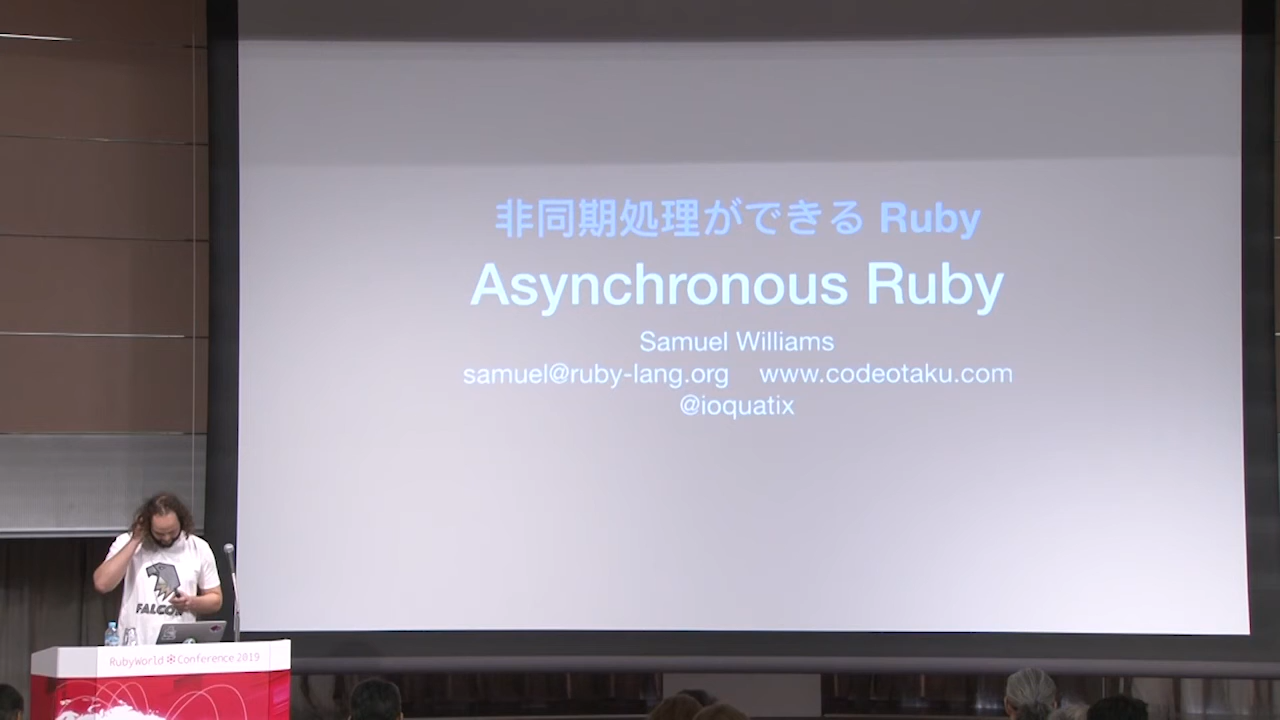 非同期処理ができる Ruby
Asynchronous Ruby
Samuel Williams
samuel@ruby-lang.org www.codeotaku.com
@ioquatix
FALCON
RubyWorld Conference 2019